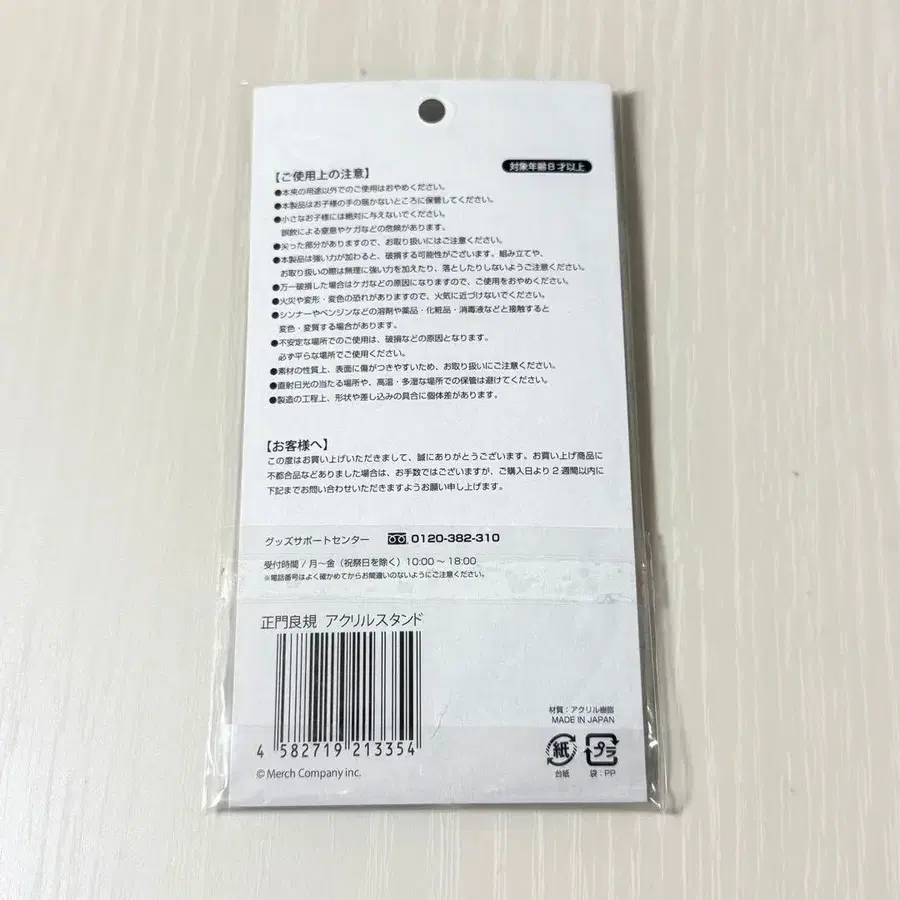 【ご使用上の注意】
対象年齢8才以上
●本来の用途以外でのご使用はおやめください。
●本製品はお子様の手の届かないところに保管してください。
●小さなお子様には絶対に与えないでください。
誤飲による窒息やケガなどの危険があります。
●尖った部分がありますので、お取り扱いにはご注意ください。
●本製品は強い力が加わると、破損する可能性がございます。組み立てや、
お取り扱いの際は無理に強い力を加えたり、落としたりしないようご注意ください。
●万一破損した場合はケガなどの原因になりますので、ご使用をおやめください。
●火災や変形・変色の恐れがありますので、火気に近づけないでください。
●シンナーやベンジンなどの溶剤や薬品・化粧品・消毒液などと接触すると
変色・変質する場合があります。
●不安定な場所でのご使用は、破損などの原因となります。
必ず平らな場所でご使用ください。
●素材の性質上、表面に傷がつきやすいため、お取り扱いにご注意ください。
●直射日光の当たる場所や、高温・多湿な場所での保管は避けてください。
●製造の工程上、形状や差し込みの具合に個体差があります。
【お客様へ】
この度はお買い上げいただきまして、誠にありがとうございます。お買い上げ商品に
不都合品などありました場合は、お手数ではございますが、ご購入日より2週間以内に
下記までお問い合わせいただきますようお願い申し上げます。
グッズサポートセンター 0120-382-310
受付時間/月～金(祝祭日を除く)10:00～18:00
※電話番号はよく確かめてからお間違いのないようにご注意ください。
正門良規 アクリルスタンド
材質:アクリル樹脂
MADE IN JAPAN
4 582719 213354
紙 プラ
台紙 袋:PP
© Merch Company inc.